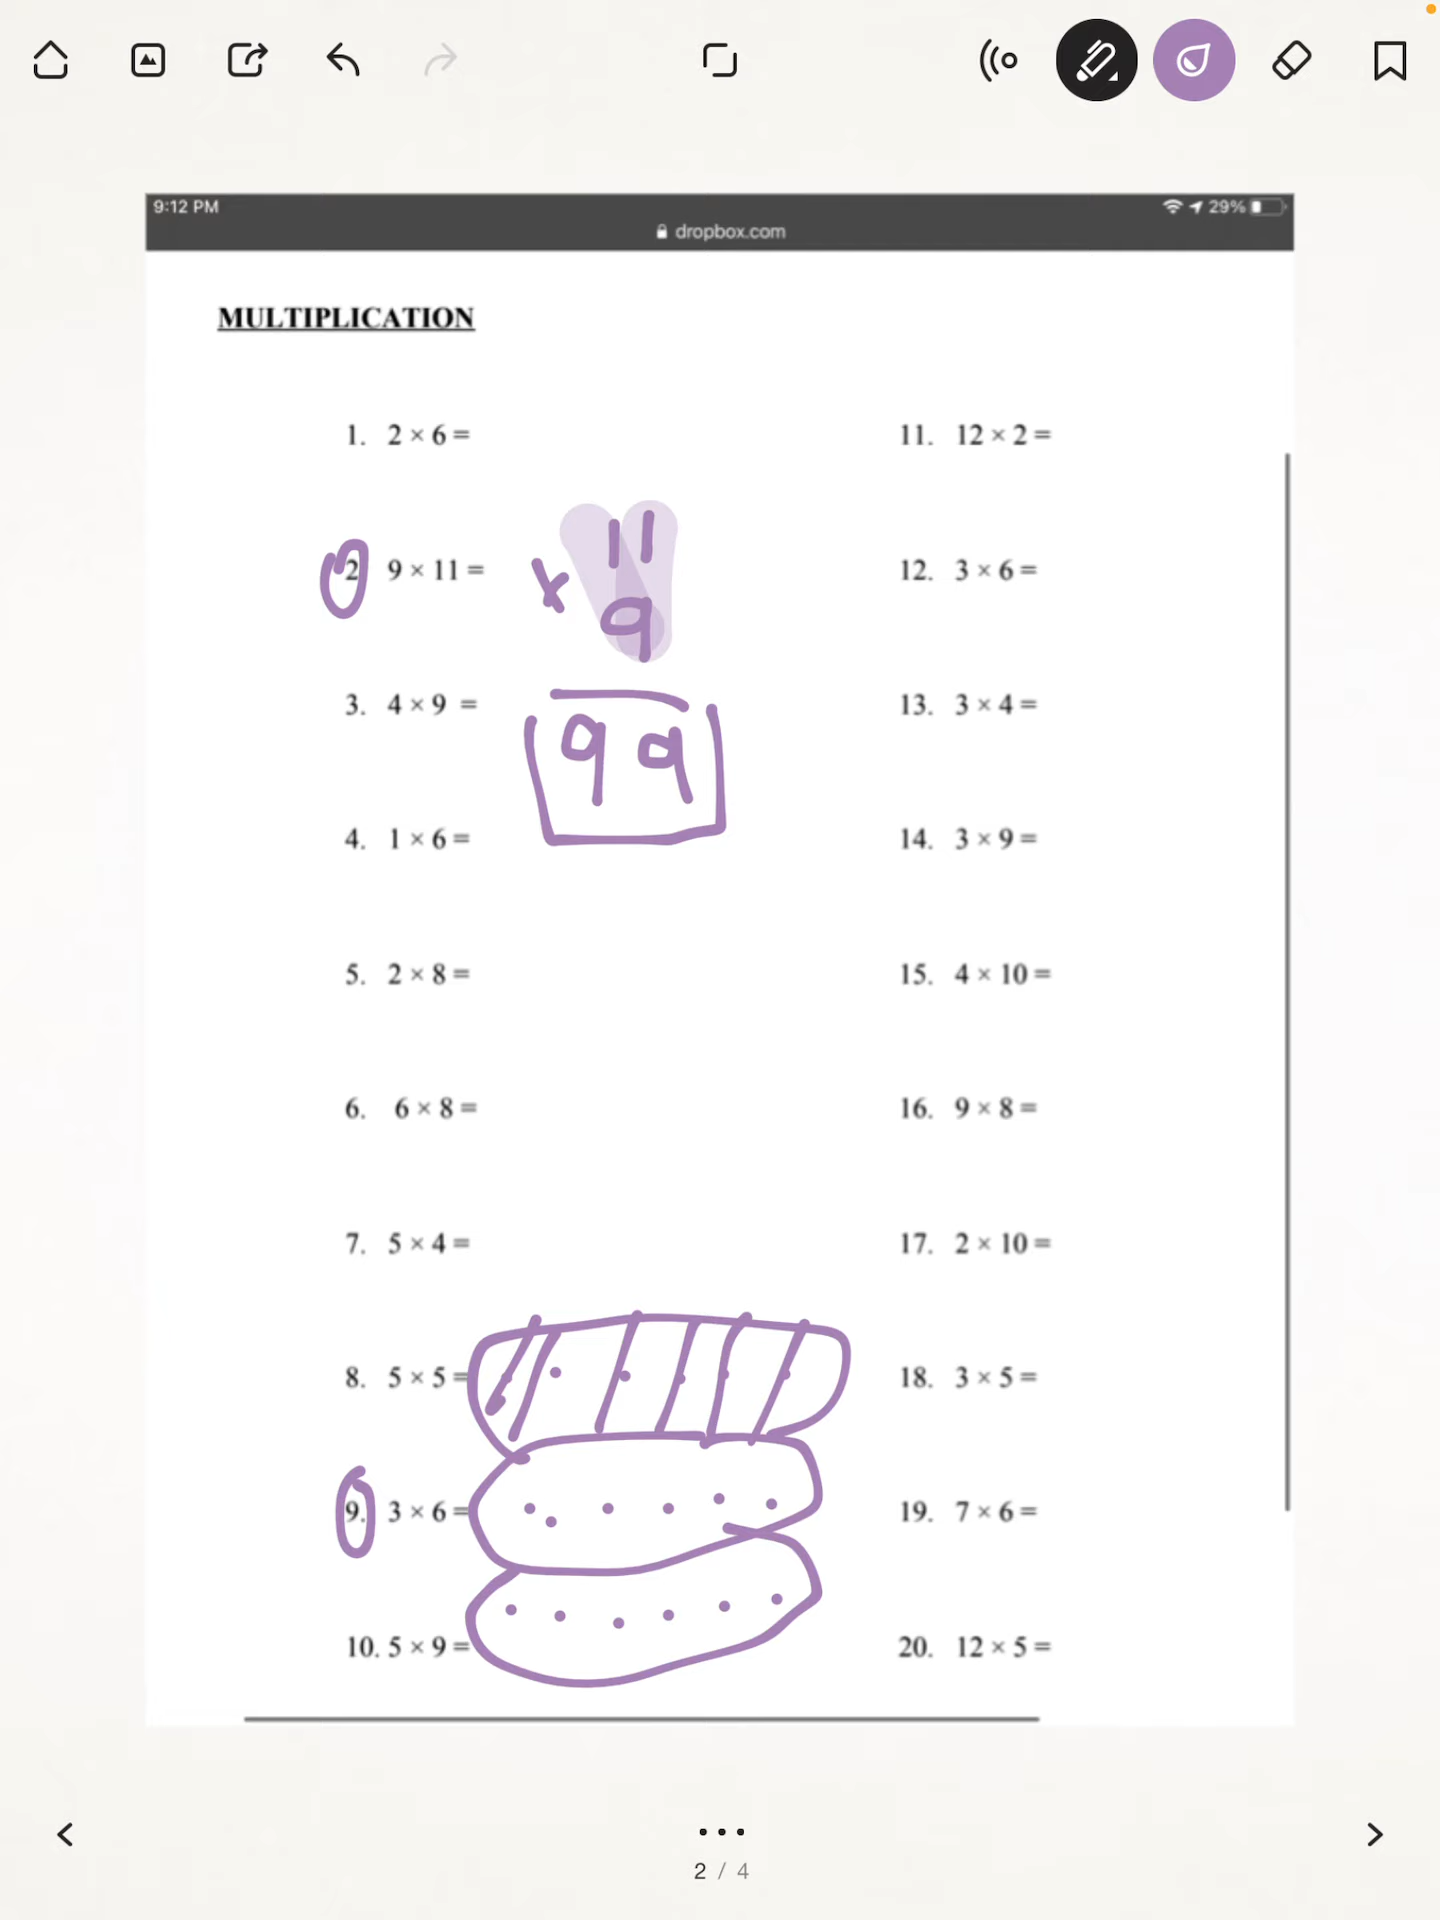 9:12 PM
29%
dropbox.com
MULTIPLICATION
1. 2 × 6 =
2 9 × 11 =
3. 4 × 9 =
4. 1 × 6 =
5. 2 × 8 =
6. 6 × 8 =
7. 5 × 4 =
8. 5 × 5 =
9. 3 × 6 =
10. 5 × 9 =
11
x 9
99
11. 12 × 2 =
12. 3 × 6 =
13. 3 × 4 =
14. 3 × 9 =
15. 4 × 10 =
16. 9 × 8 =
17. 2 × 10 =
18. 3 × 5 =
19. 7 × 6 =
20. 12 × 5 =
2 / 4